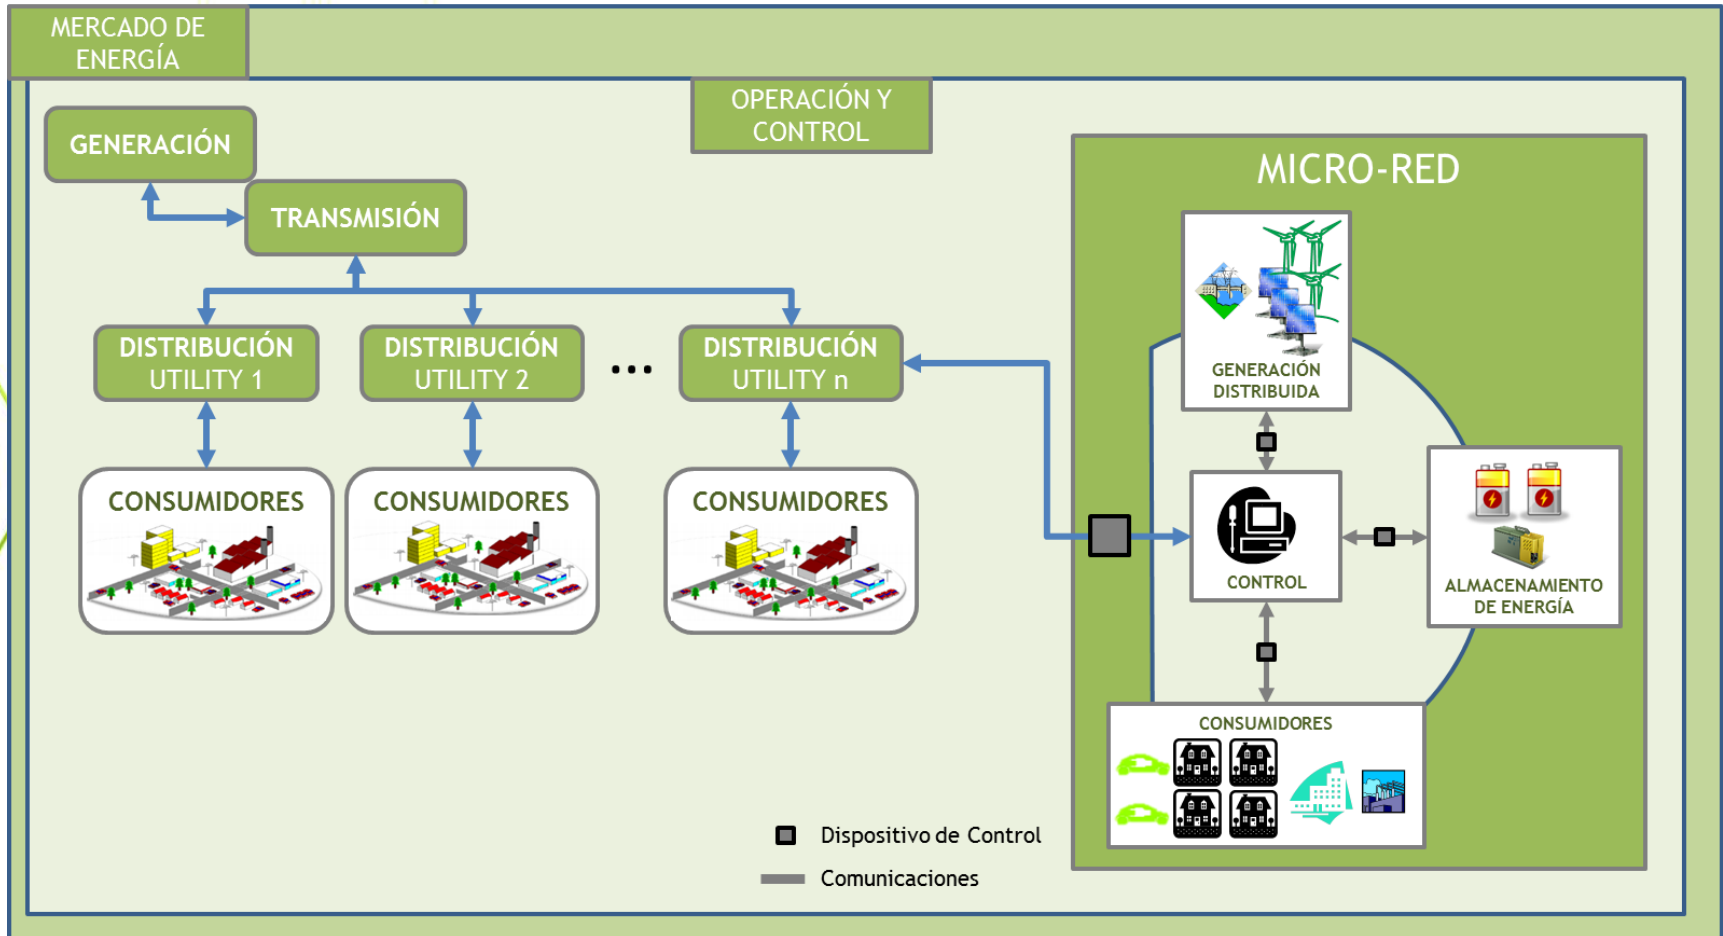 MERCADO DE
ENERGÍA
OPERACIÓN Y
CONTROL
GENERACIÓN
TRANSMISIÓN
DISTRIBUCIÓN
UTILITY 1
DISTRIBUCIÓN
UTILITY 2
...
DISTRIBUCIÓN
UTILITY n
CONSUMIDORES
CONSUMIDORES
CONSUMIDORES
MICRO-RED
GENERACIÓN
DISTRIBUIDA
CONTROL
ALMACENAMIENTO
DE ENERGÍA
CONSUMIDORES
Dispositivo de Control
Comunicaciones